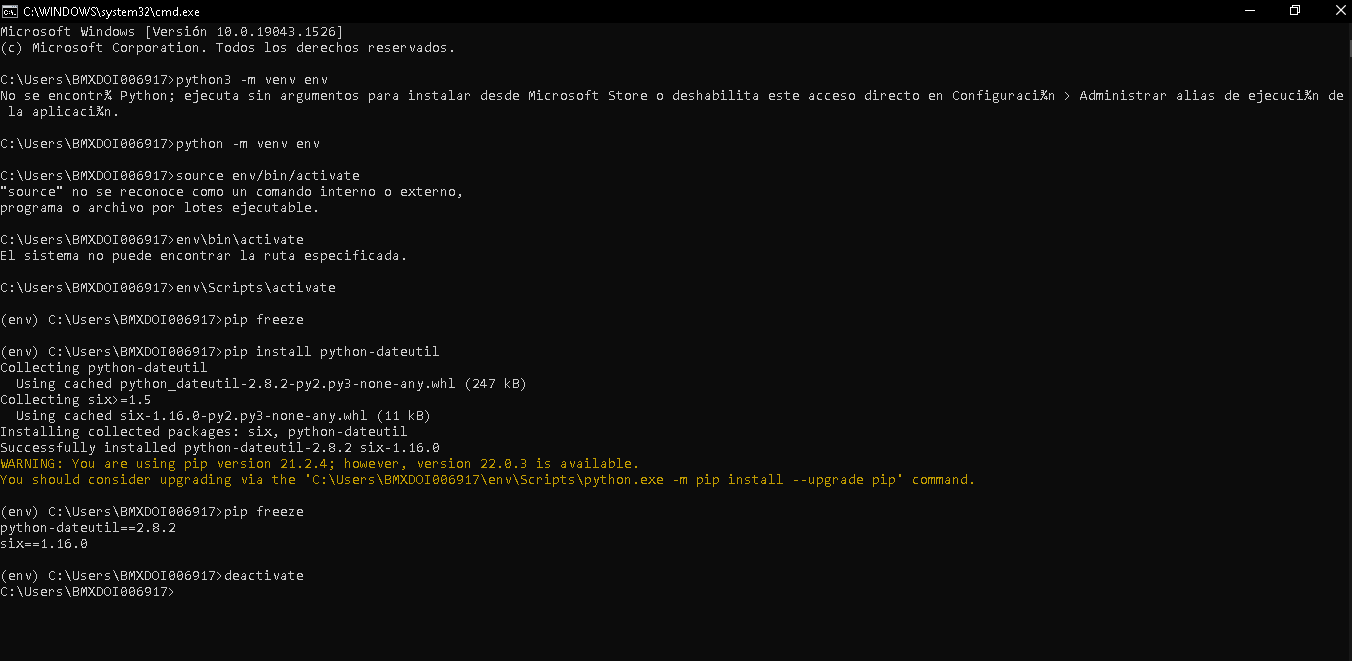 C:\WINDOWS\system32\cmd.exe
Microsoft Windows [Versión 10.0.19043.1526]
(c) Microsoft Corporation. Todos los derechos reservados.
C:\Users\BMXDOI006917>python3 -m venv env
No se encontr¾ Python; ejecuta sin argumentos para instalar desde Microsoft Store o deshabilita este acceso directo en Configuraci¾n > Administrar alias de ejecuci¾n de
la aplicaci¾n.
C:\Users\BMXDOI006917>python -m venv env
C:\Users\BMXDOI006917>source env/bin/activate
"source" no se reconoce como un comando interno o externo,
programa o archivo por lotes ejecutable.
C:\Users\BMXDOI006917>env\bin\activate
El sistema no puede encontrar la ruta especificada.
C:\Users\BMXDOI006917>env\Scripts\activate
(env) C:\Users\BMXDOI006917>pip freeze
(env) C:\Users\BMXDOI006917>pip install python-dateutil
Collecting python-dateutil
Using cached python_dateutil-2.8.2-py2.py3-none-any.whl (247 kB)
Collecting six>=1.5
Using cached six-1.16.0-py2.py3-none-any.whl (11 kB)
Installing collected packages: six, python-dateutil
Successfully installed python-dateutil-2.8.2 six-1.16.0
WARNING: You are using pip version 21.2.4; however, version 22.0.3 is available.
You should consider upgrading via the 'C:\Users\BMXDOI006917\env\Scripts\python.exe -m pip install --upgrade pip' command.
(env) C:\Users\BMXDOI006917>pip freeze
python-dateutil==2.8.2
six==1.16.0
(env) C:\Users\BMXDOI006917>deactivate
C:\Users\BMXDOI006917>